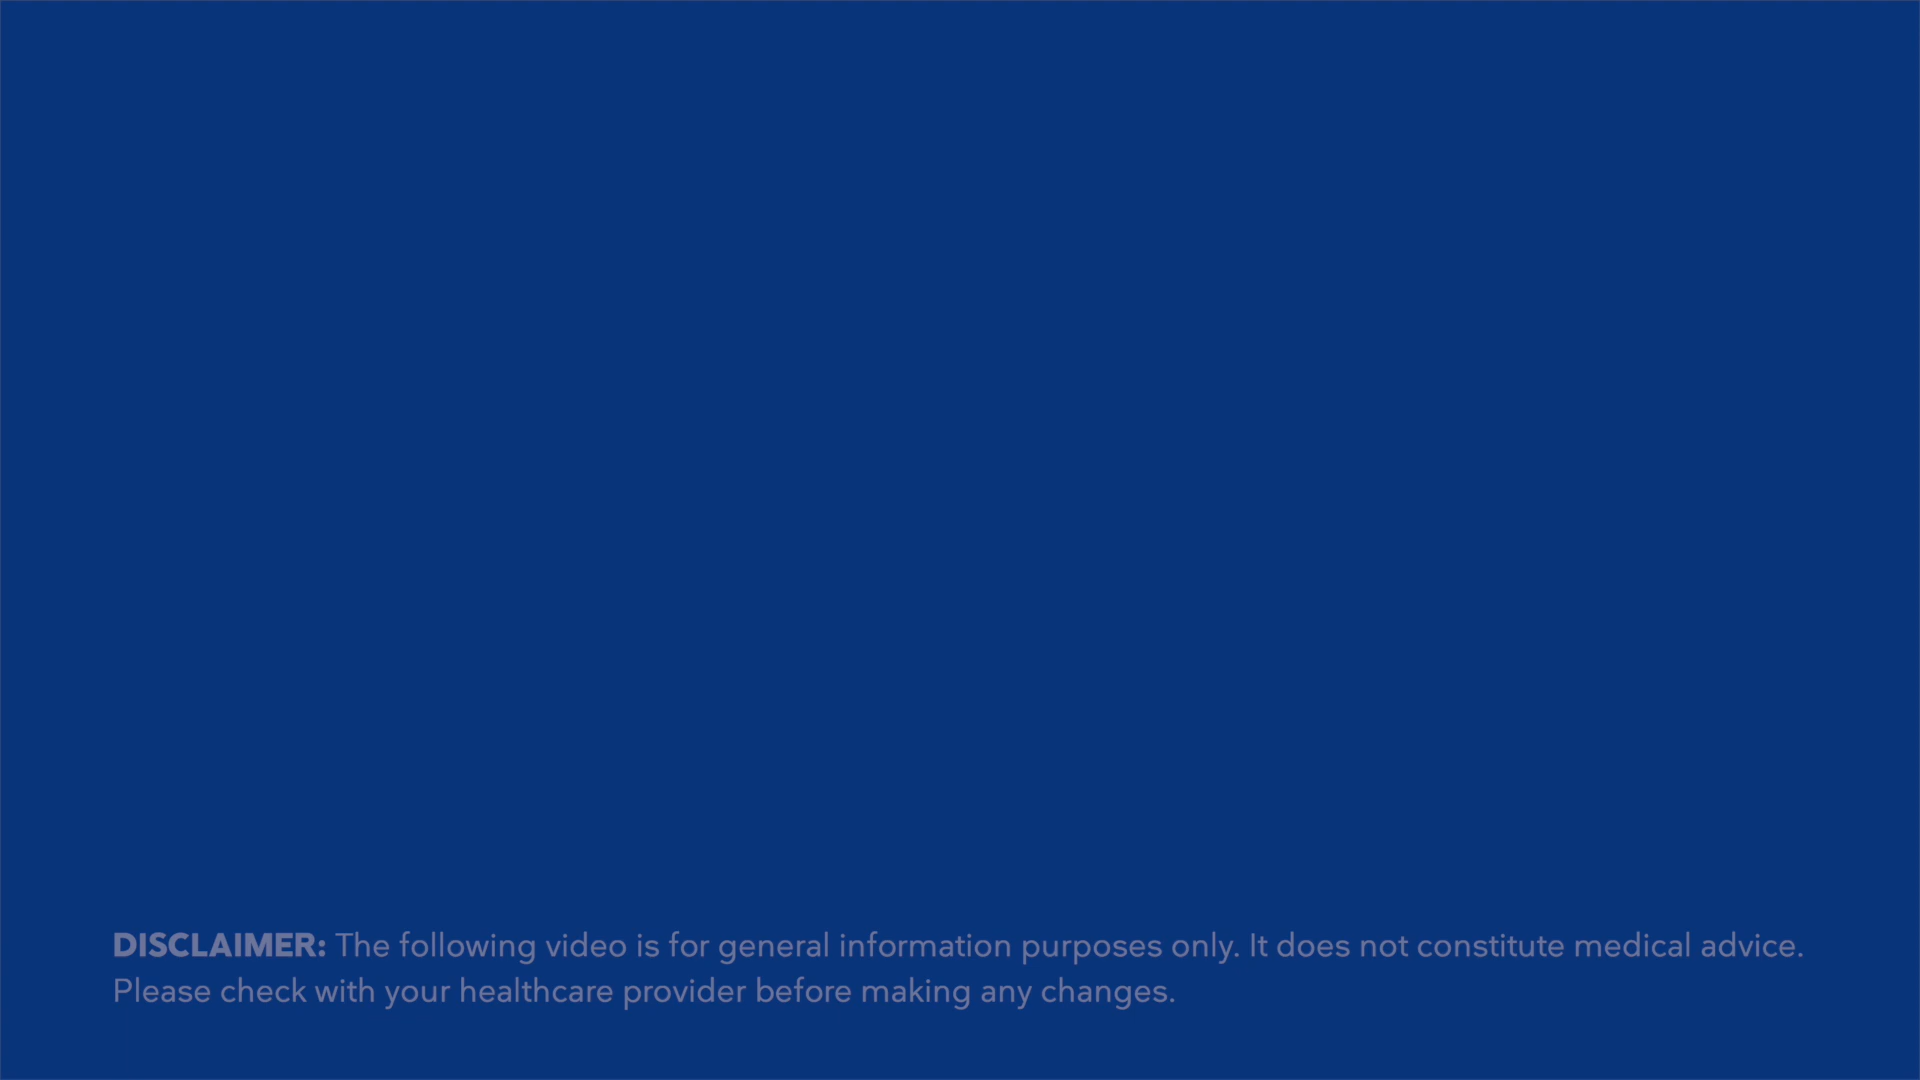 DISCLAIMER: The following video is for general information purposes only. It does not constitute medical advice.
Please check with your healthcare provider before making any changes.